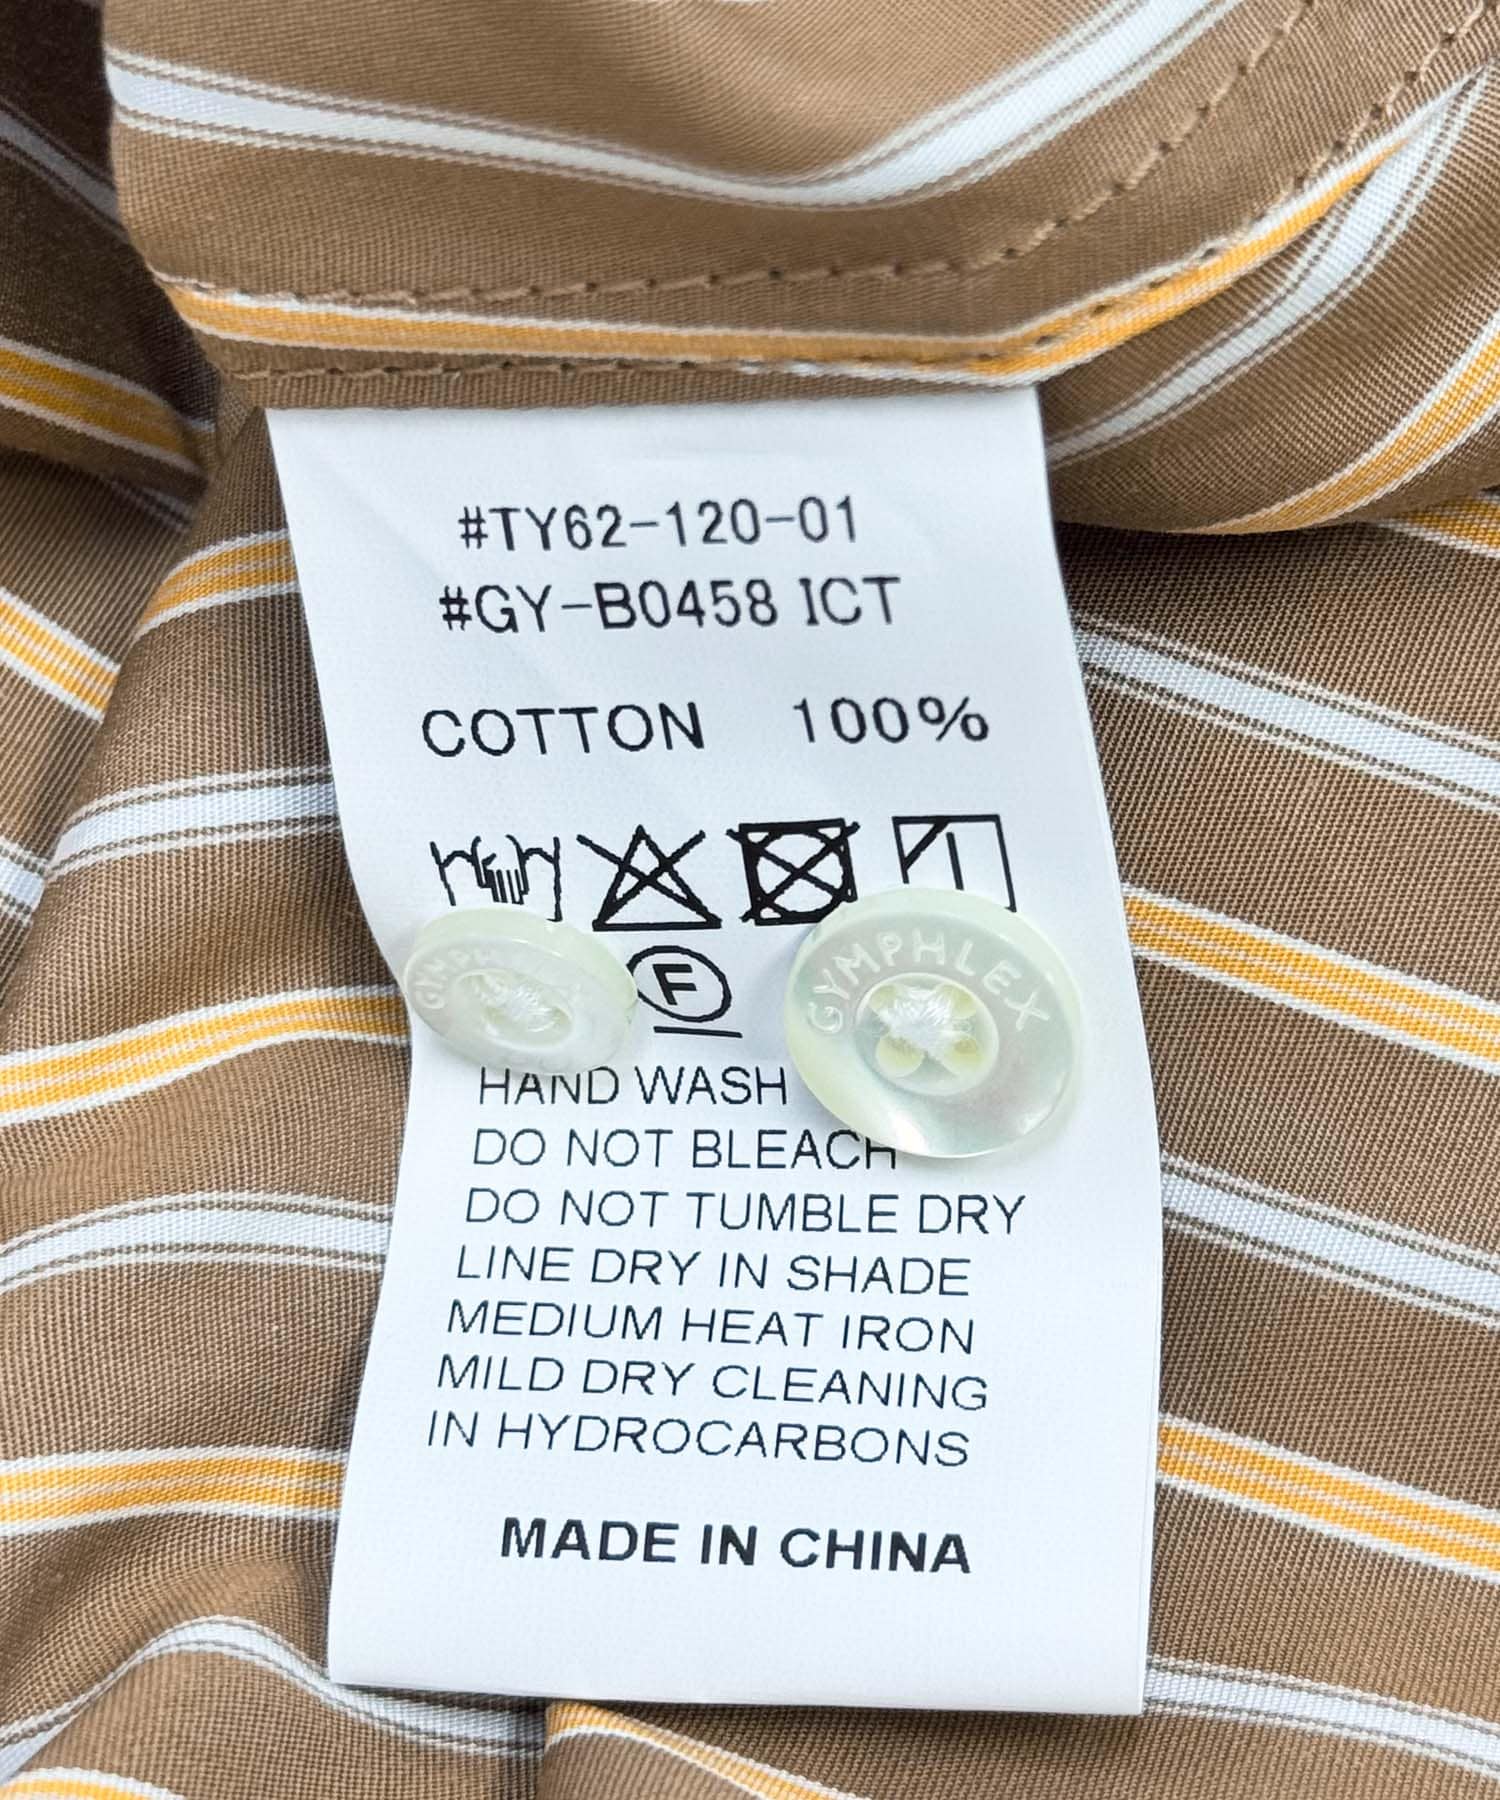 #TY62-120-01
#GY-B0458 ICT
COTTON 100%
F
GYMPHLEX
HAND WASH
DO NOT BLEACH
DO NOT TUMBLE DRY
LINE DRY IN SHADE
MEDIUM HEAT IRON
MILD DRY CLEANING
IN HYDROCARBONS
MADE IN CHINA